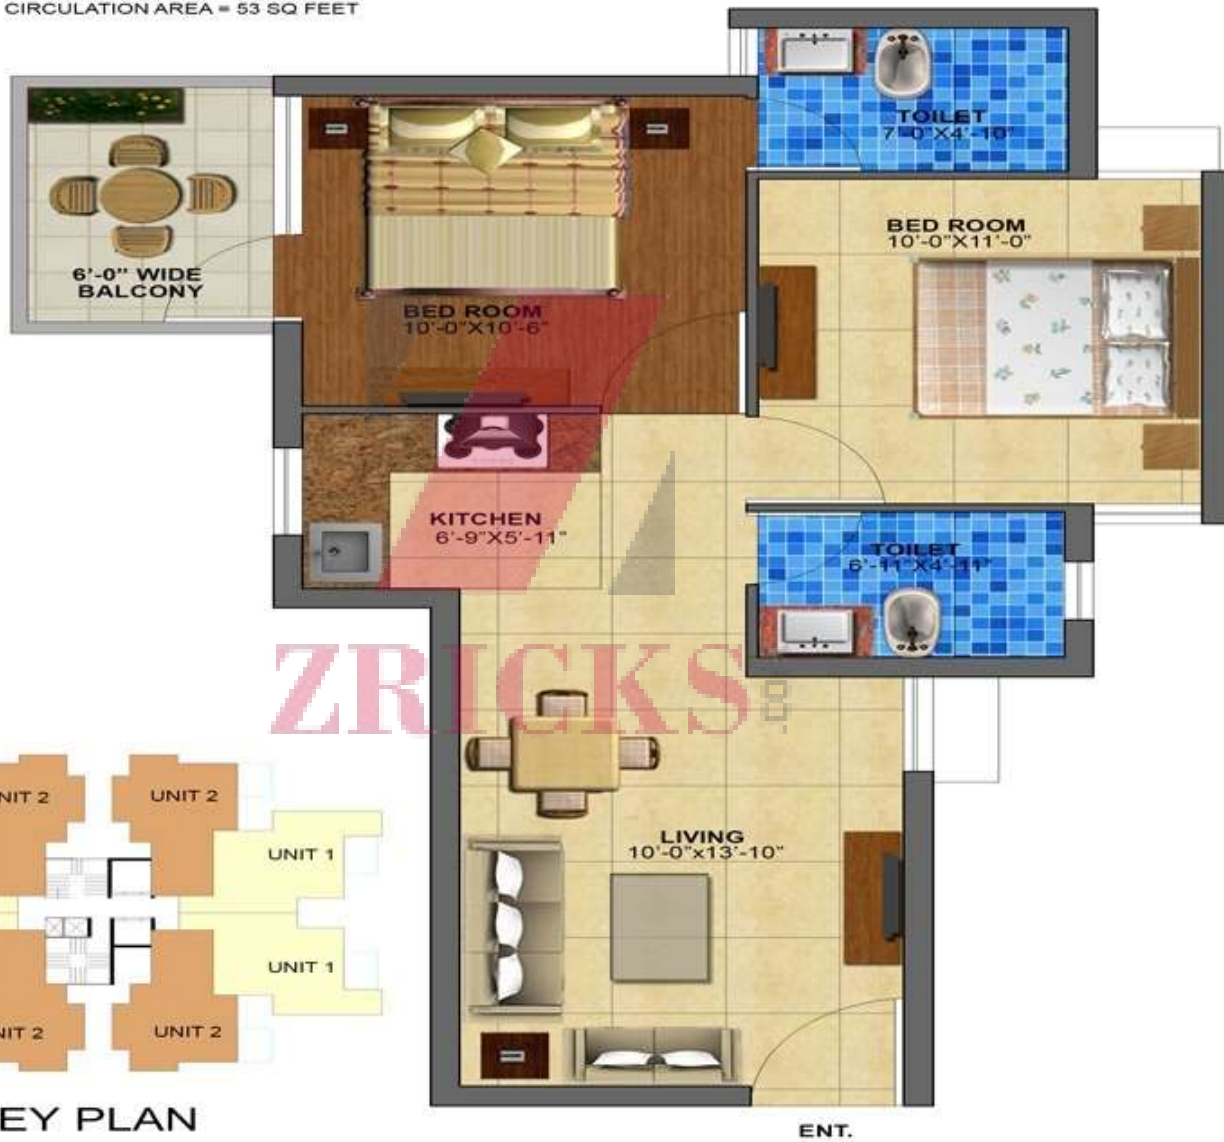 CIRCULATION AREA = 53 SQ FEET
TOILET
7'-0"X4'-10"
BED ROOM
10'-0"X11'-0"
6'-0" WIDE
BALCONY
BED ROOM
10'-0"X10'-6"
KITCHEN
6'-9"X5'-11"
TOILET
6'-11"X4'-11"
ZRICKS
LIVING
10'-0"x13'-10"
NIT 2
UNIT 2
UNIT 1
UNIT 1
NIT 2
UNIT 2
EY PLAN
ENT.